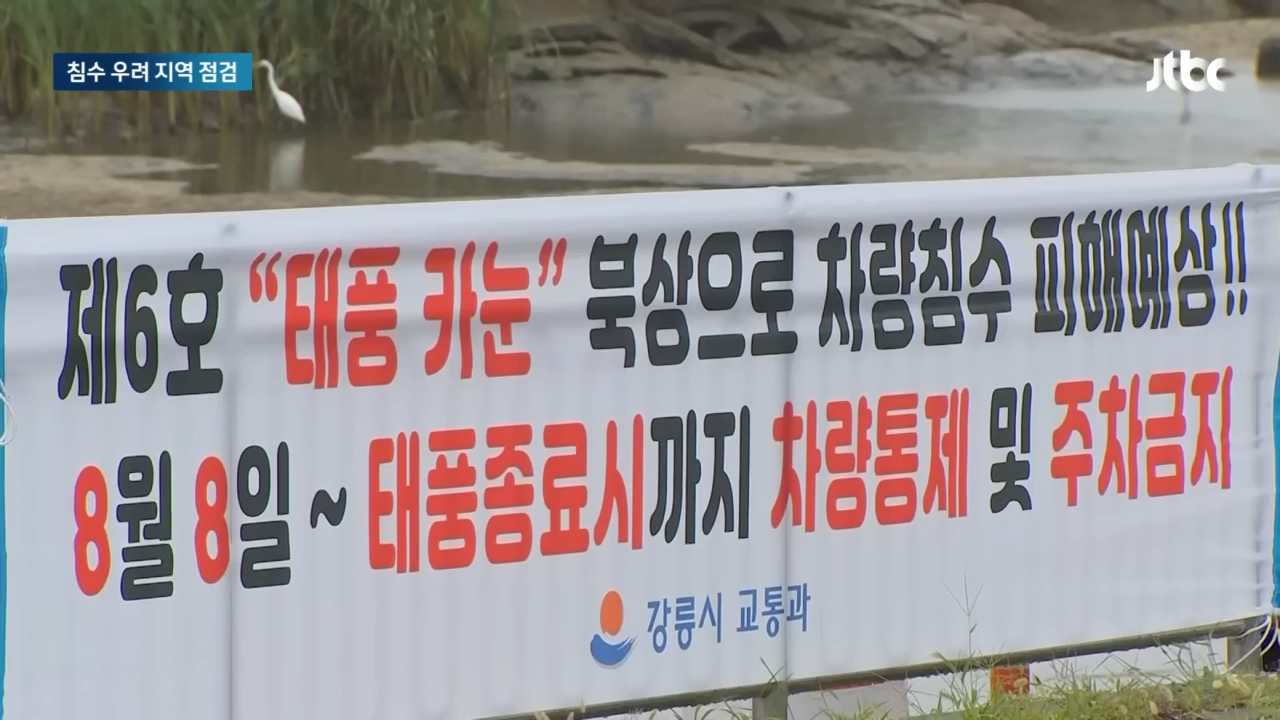 침수 우려 지역 점검
jtbc
제6호 “태풍 카눈” 북상으로 차량침수 피해예상!!
8월 8일 ~ 태풍종료시까지 차량통제 및 주차금지
강릉시 교통과